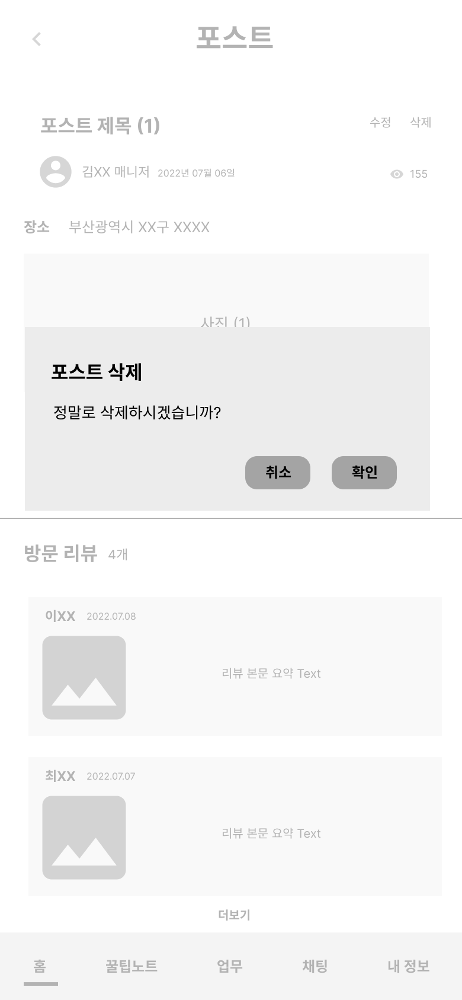 포스트
포스트 제목 (1)
수정 삭제
김XX 매니저 2022년 07월 06일 155
장소 부산광역시 XX구 XXXX
사진 (1)
포스트 삭제
정말로 삭제하시겠습니까?
취소 확인
방문 리뷰 4개
이XX 2022.07.08
리뷰 본문 요약 Text
최XX 2022.07.07
리뷰 본문 요약 Text
더보기
홈 꿀팁노트 업무 채팅 내 정보